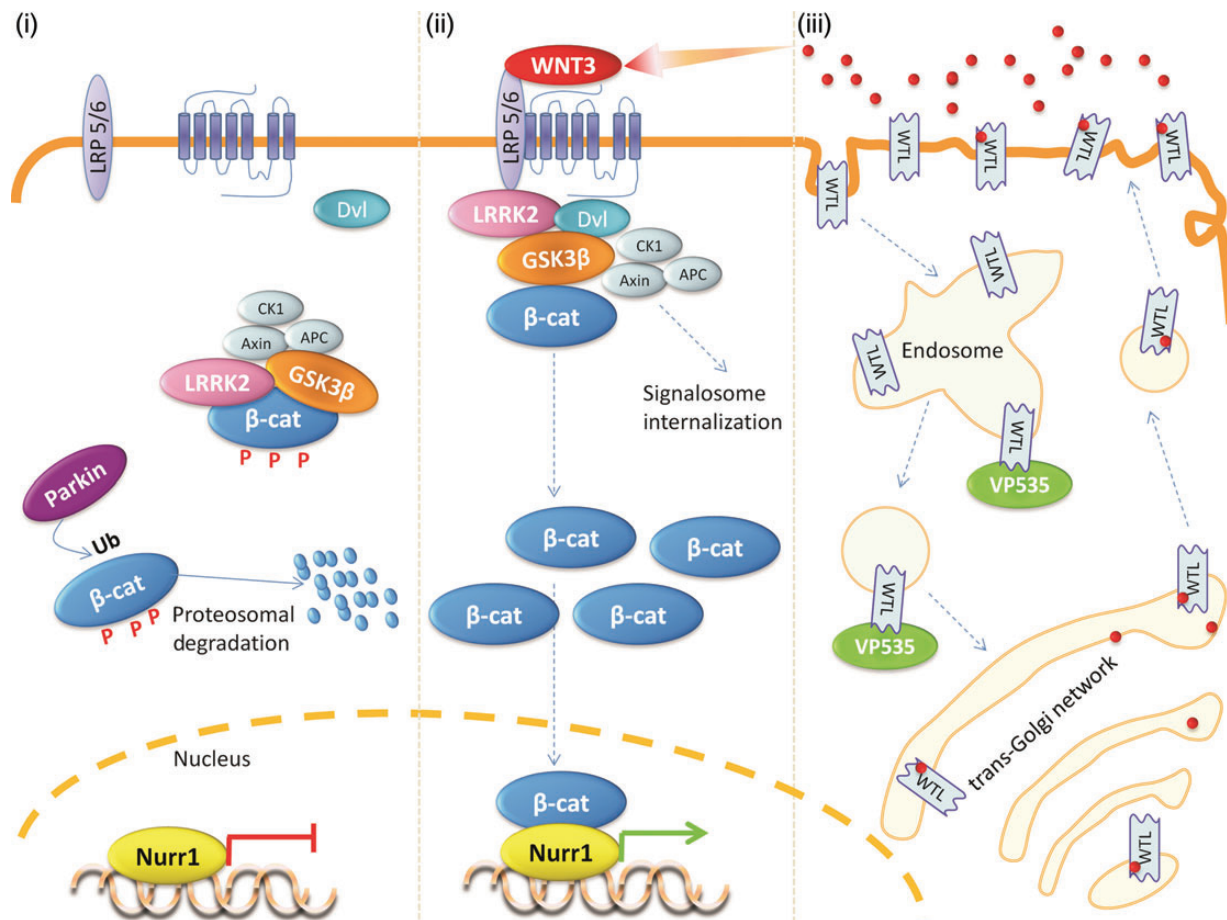 (i)
LRP 5/6
Dvl
CK1
Axin
APC
LRRK2
GSK3β
β-cat
P P P
Parkin
Ub
β-cat
P P P
Proteosomal
degradation
Nucleus
Nurr1
(ii)
WNT3
LRP 5/6
LRRK2
Dvl
GSK3β
CK1
Axin
APC
β-cat
Signalosome
internalization
β-cat
β-cat
β-cat
β-cat
β-cat
Nurr1
(iii)
WTL
WTL
WTL
WTL
WTL
WTL
WTL
Endosome
WTL
WTL
VP535
WTL
WTL
VP535
WTL
trans-Golgi network
WTL